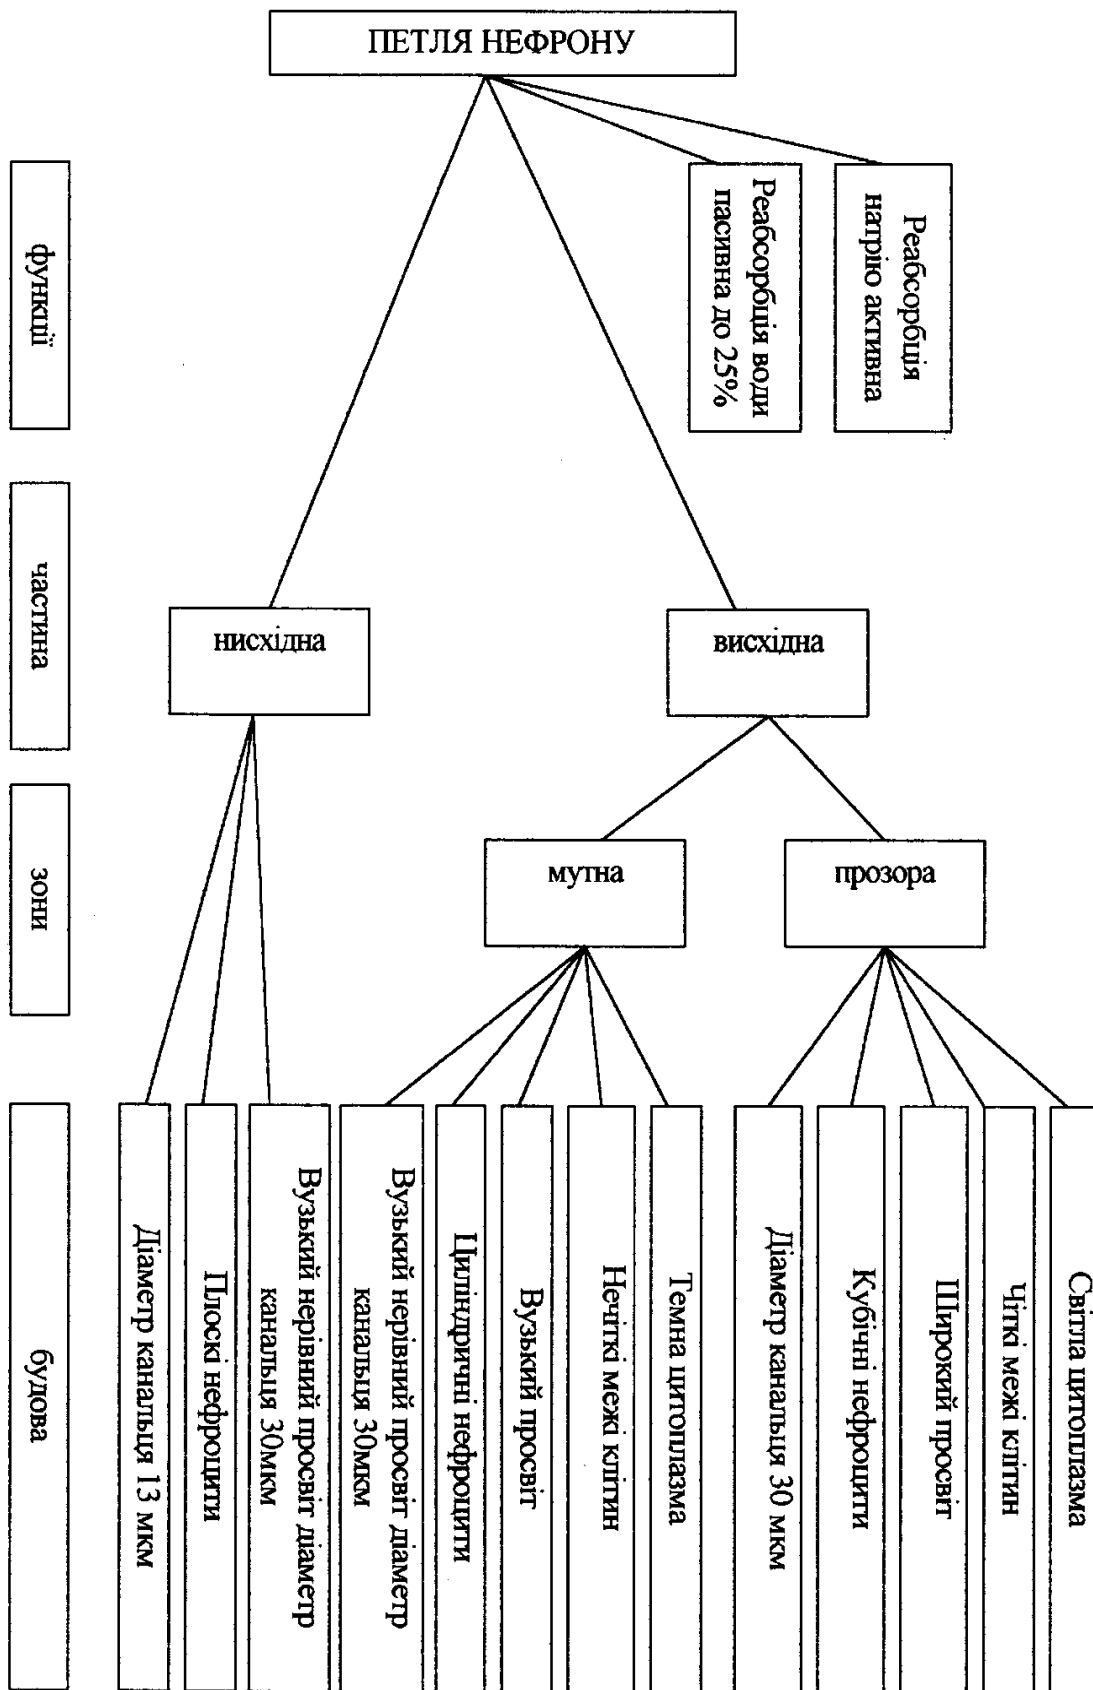 ПЕТЛЯ НЕФРОНУ
функції
Реабсорбція води
пасивна до 25%
Реабсорбція
натрію активна
частина
нисхідна
висхідна
зони
мутна
прозора
будова
Діаметр канальця 13 мкм
Плоскі нефроцити
Вузький нерівний просвіт діаметр
канальця 30мкм
Вузький нерівний просвіт діаметр
канальця 30мкм
Циліндричні нефроцити
Вузький просвіт
Нечіткі межі клітин
Темна цитоплазма
Діаметр канальця 30 мкм
Кубічні нефроцити
Широкий просвіт
Чіткі межі клітин
Світла цитоплазма